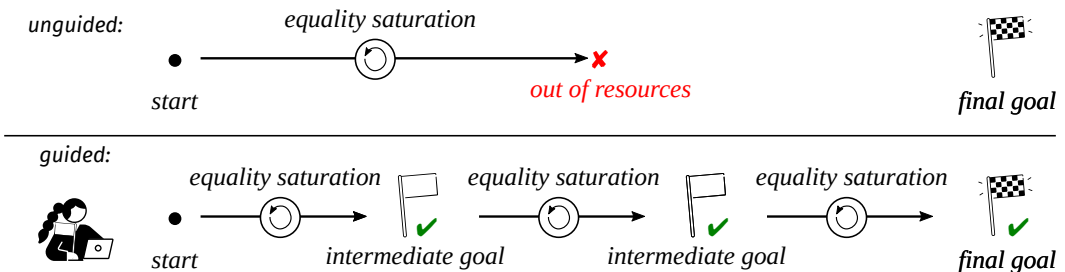 unguided:
equality saturation
start
out of resources
final goal
guided:
equality saturation
equality saturation
equality saturation
start
intermediate goal
intermediate goal
final goal